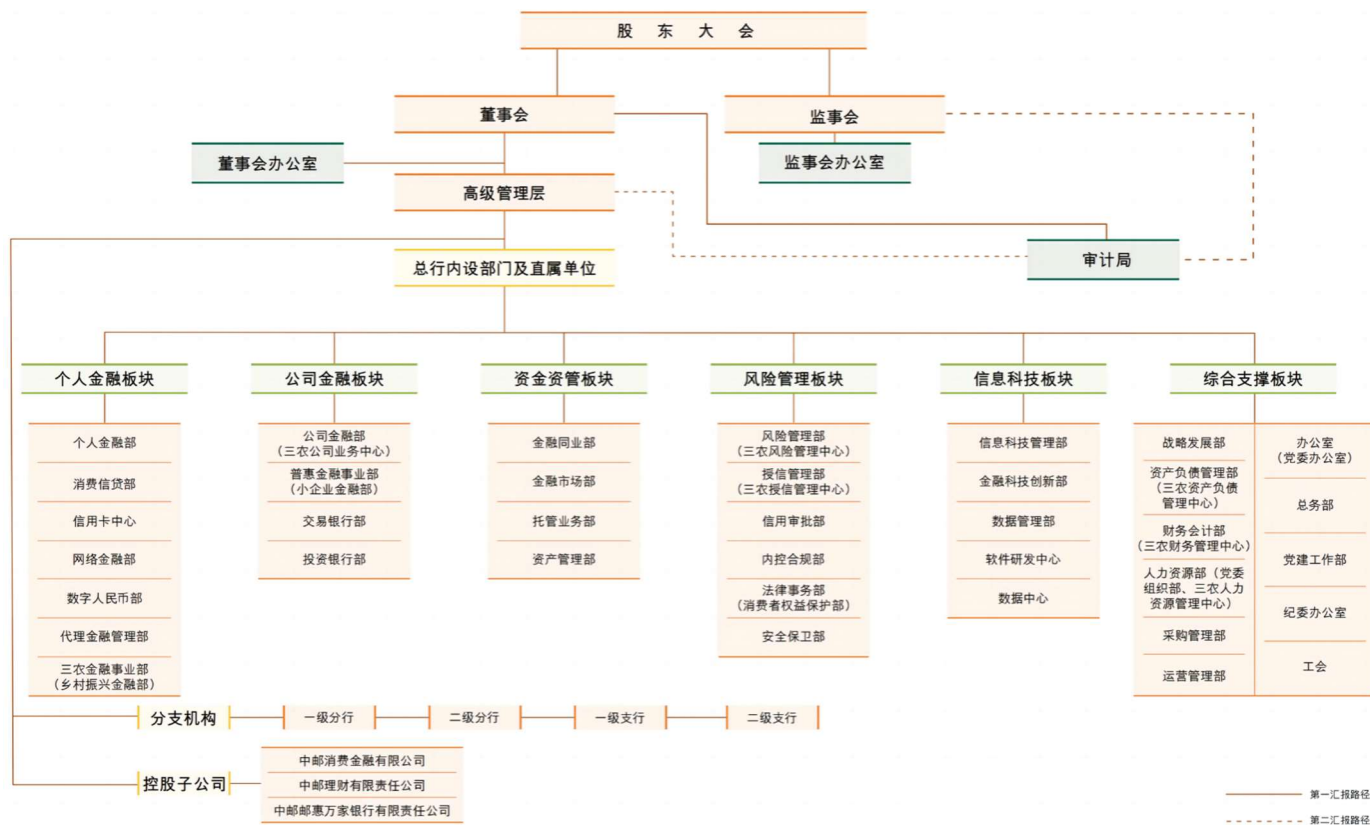 股东大会
董事会
监事会
董事会办公室
监事会办公室
高级管理层
总行内设部门及直属单位
审计局
个人金融板块
公司金融板块
资金资管板块
风险管理板块
信息科技板块
综合支撑板块
个人金融部
消费信贷部
信用卡中心
网络金融部
数字人民币部
代理金融管理部
三农金融事业部
(乡村振兴金融部)
公司金融部
(三农公司业务中心)
普惠金融事业部
(小企业金融部)
交易银行部
投资银行部
金融同业部
金融市场部
托管业务部
资产管理部
风险管理部
(三农风险管理中心)
授信管理部
(三农授信管理中心)
信用审批部
内控合规部
法律事务部
(消费者权益保护部)
安全保卫部
信息科技管理部
金融科技创新部
数据管理部
软件研发中心
数据中心
战略发展部
资产负债管理部
(三农资产负债
管理中心)
财务会计部
(三农财务管理中心)
人力资源部(党委
组织部、三农人力
资源管理中心)
采购管理部
运营管理部
办公室
(党委办公室)
总务部
党建工作部
纪委办公室
工会
分支机构
一级分行
二级分行
一级支行
二级支行
控股子公司
中邮消费金融有限公司
中邮理财有限责任公司
中邮邮惠万家银行有限责任公司
第一汇报路径
第二汇报路径